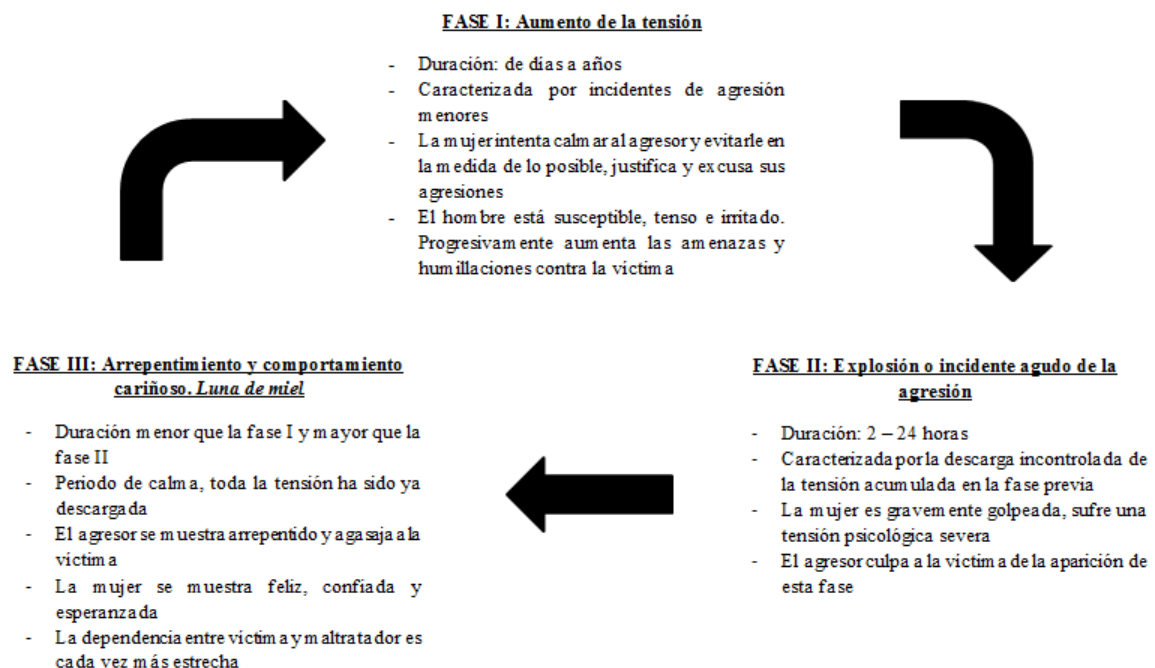 FASE I: Aumento de la tensión
- Duración: de días a años
- Caracterizada por incidentes de agresión
menores
- La mujer intenta calmar al agresor y evitarle en
la medida de lo posible, justifica y excusa sus
agresiones
- El hombre está susceptible, tenso e irritado.
Progresivamente aumenta las amenazas y
humillaciones contra la víctima
FASE II: Explosión o incidente agudo de la
agresión
- Duración: 2 – 24 horas
- Caracterizada por la descarga incontrolada de
la tensión acumulada en la fase previa
- La mujer es gravemente golpeada, sufre una
tensión psicológica severa
- El agresor culpa a la víctima de la aparición de
esta fase
FASE III: Arrepentimiento y comportamiento
cariñoso. Luna de miel
- Duración menor que la fase I y mayor que la
fase II
- Periodo de calma, toda la tensión ha sido ya
descargada
- El agresor se muestra arrepentido y agasaja a la
víctima
- La mujer se muestra feliz, confiada y
esperanzada
- La dependencia entre víctima y maltratador es
cada vez más estrecha